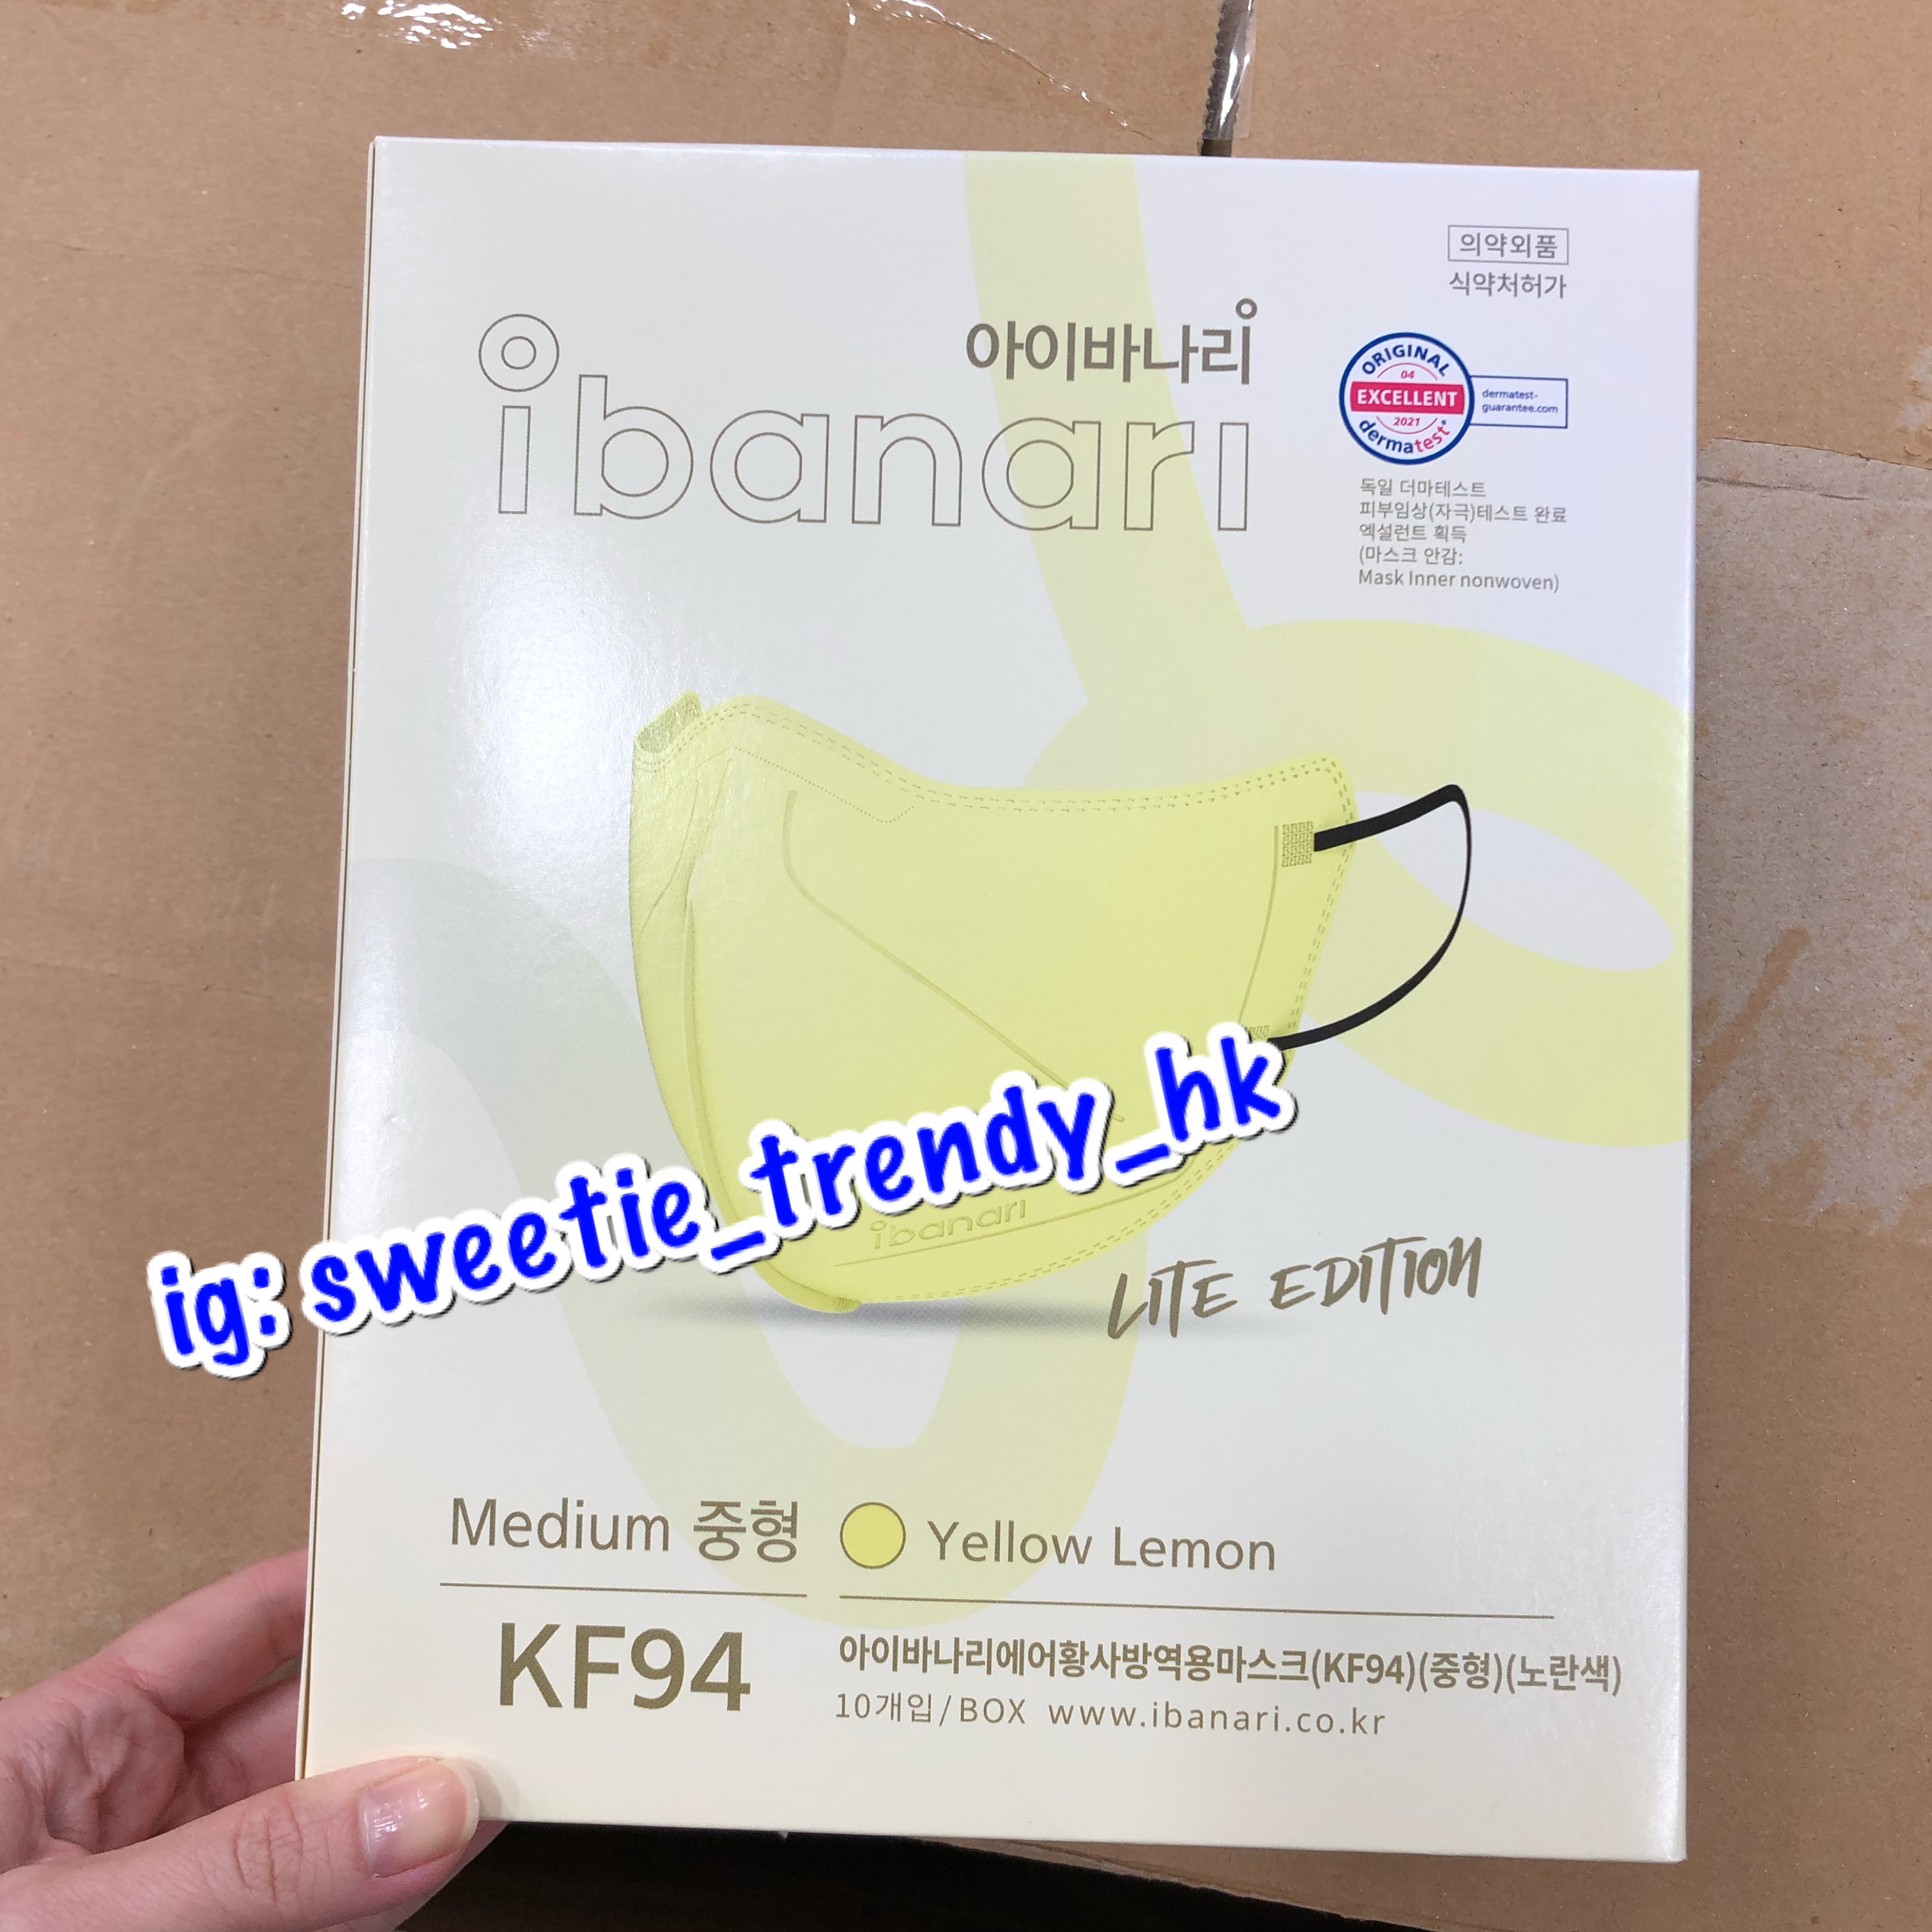 의약외품
식약처허가
아이바나리
ibanari
ORIGINAL
04
EXCELLENT
2021
dermatest
dermatest-
guarantee.com
독일 더마테스트
피부임상(자극)테스트 완료
엑설런트 획득
(마스크 안감:
Mask Inner nonwoven)
ig: sweetie_trendy_hk
ibanari
LITE EDITION
Medium 중형
Yellow Lemon
KF94
아이바나리에어황사방역용마스크(KF94)(중형)(노란색)
10개입/BOX www.ibanari.co.kr